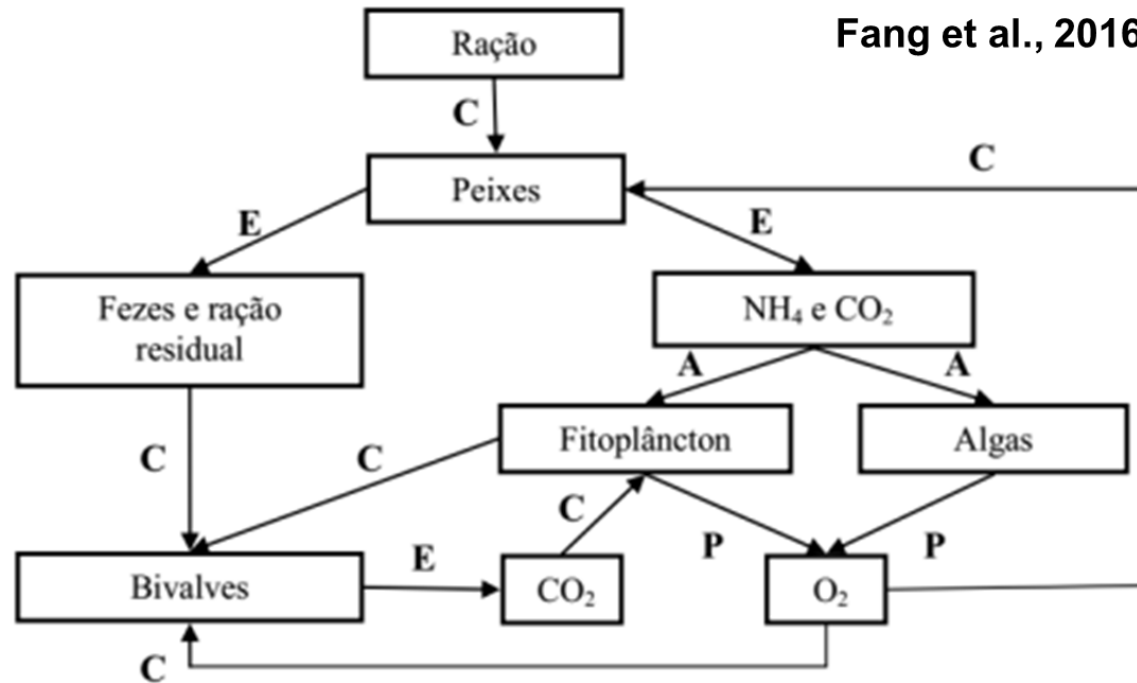 Fang et al., 2016
Ração
C
C
Peixes
E
E
Fezes e ração
residual
NH₄ e CO₂
A
A
Fitoplâncton
Algas
C
C
C
P
P
Bivalves
E
CO₂
O₂
C